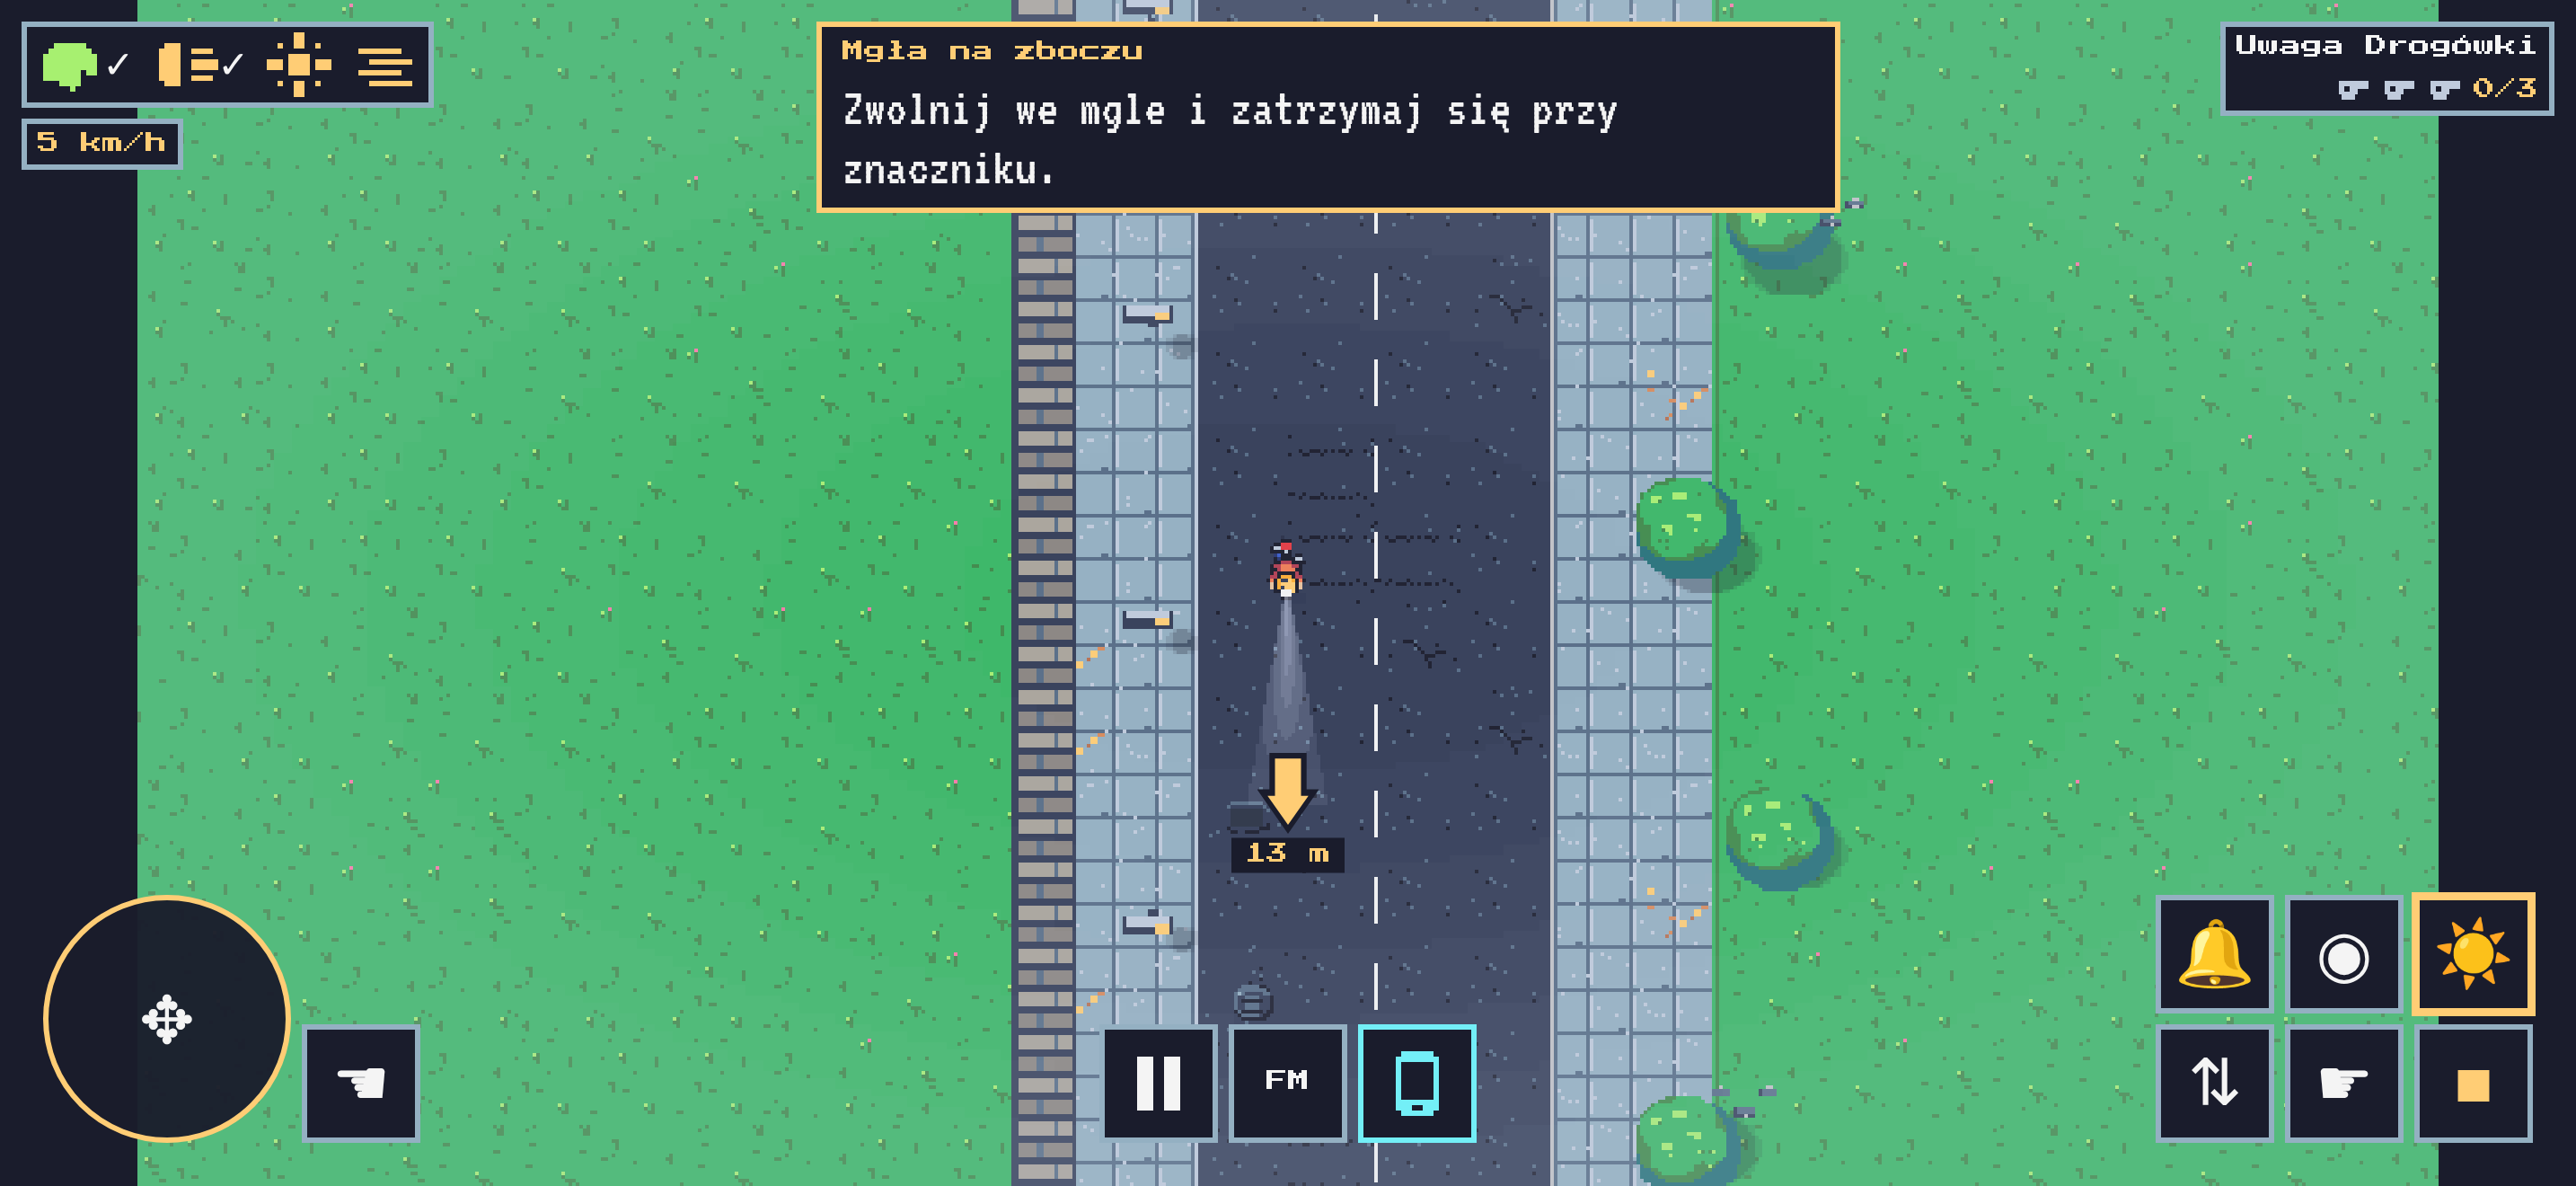 Mgła na zboczu
Zwolnij we mgle i zatrzymaj się przy
znaczniku.
Uwaga Drogówki
0/3
5 km/h
13 m
FM